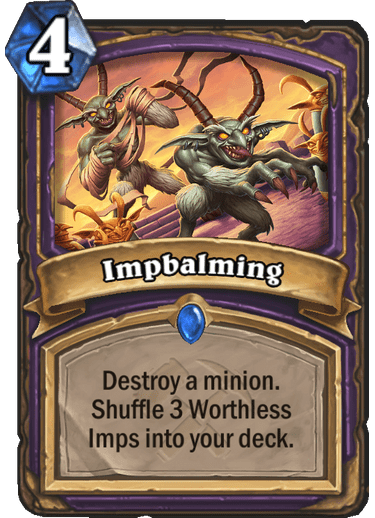 4
Impbalming
Destroy a minion.
Shuffle 3 Worthless
Imps into your deck.